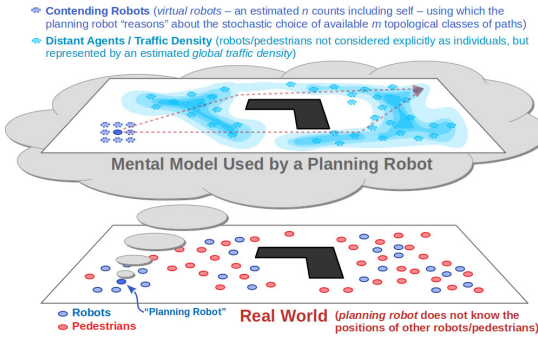 Contending Robots (virtual robots – an estimated n counts including self – using which the
planning robot “reasons” about the stochastic choice of available m topological classes of paths)
Distant Agents / Traffic Density (robots/pedestrians not considered explicitly as individuals, but
represented by an estimated global traffic density)
Mental Model Used by a Planning Robot
Robots
Pedestrians
“Planning Robot”
Real World (planning robot does not know the
positions of other robots/pedestrians)